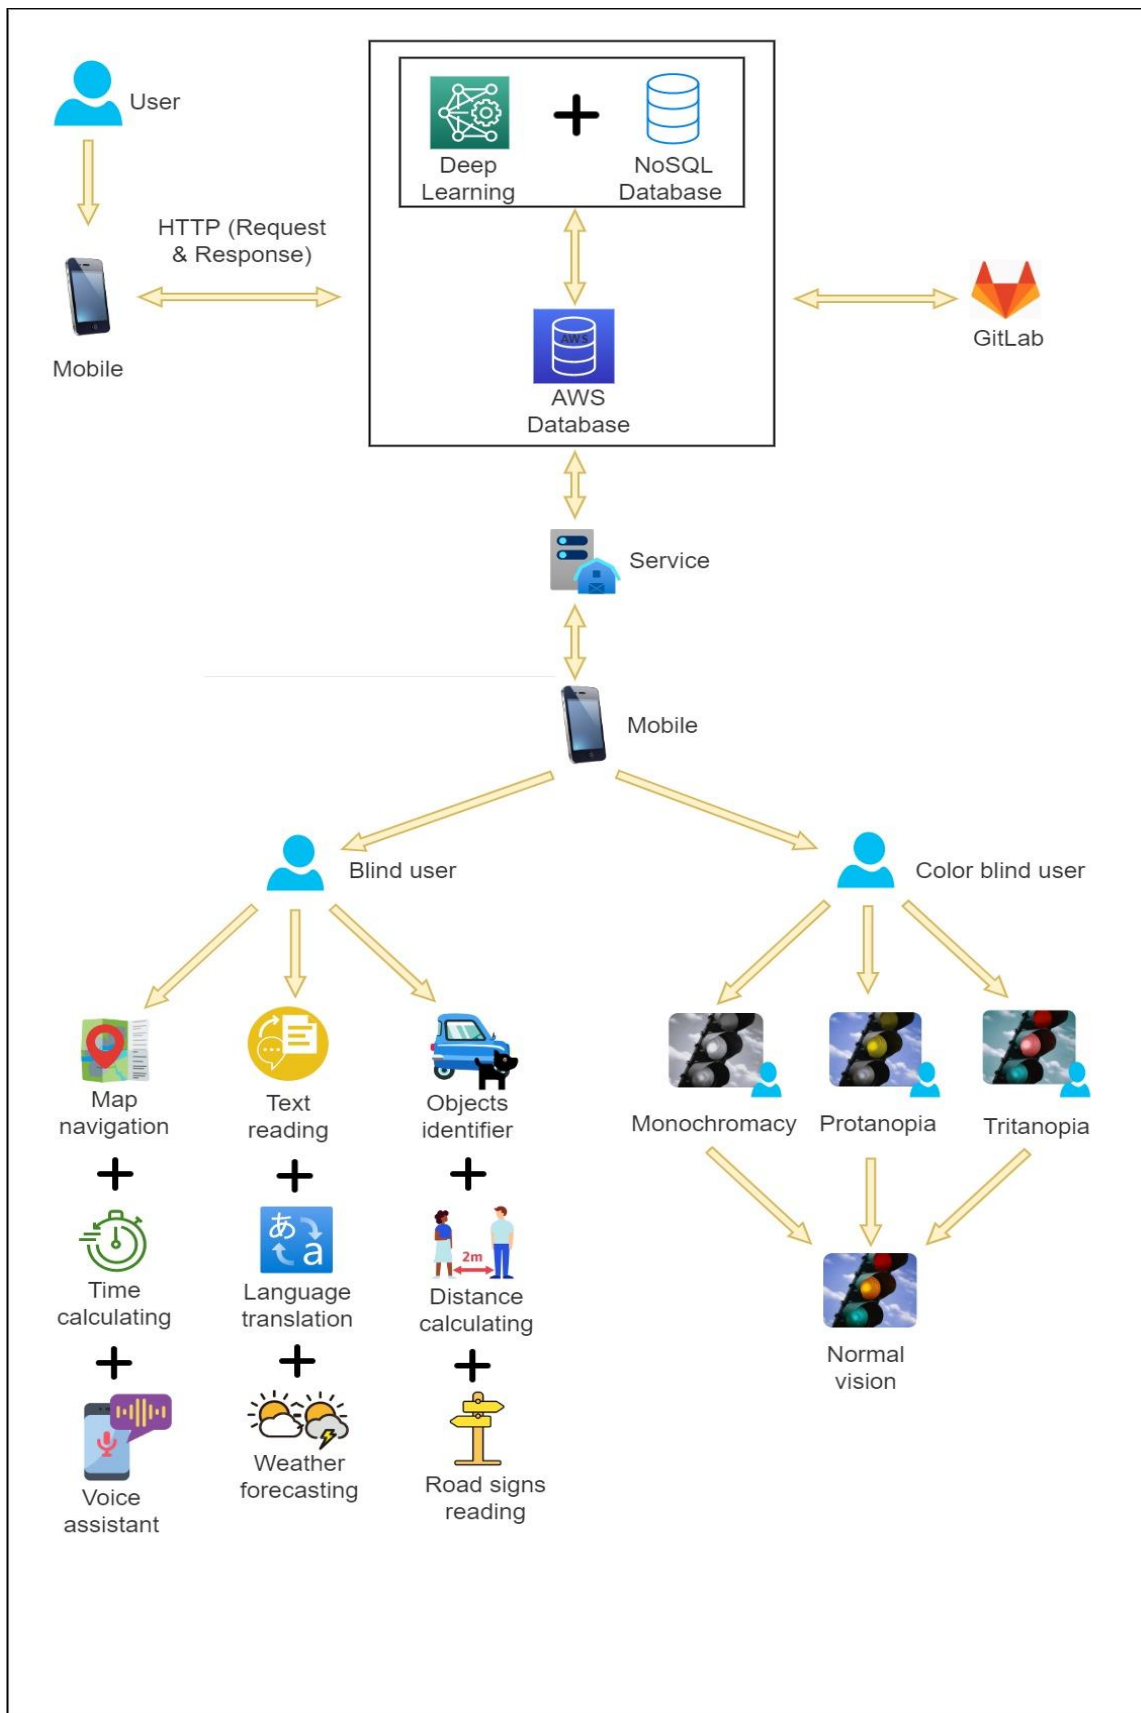 User
Deep
Learning
NoSQL
Database
HTTP (Request
& Response)
Mobile
AWS
AWS
Database
GitLab
Service
Mobile
Blind user
Color blind user
Map
navigation
Text
reading
Objects
identifier
Monochromacy
Protanopia
Tritanopia
Time
calculating
あ
a
Language
translation
2m
Distance
calculating
Normal
vision
Voice
assistant
Weather
forecasting
Road signs
reading